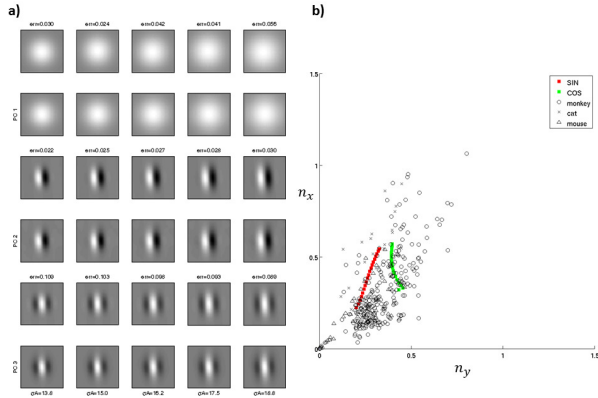 a)
err=0.030 err=0.024 err=0.042 err=0.041 err=0.055
PC 1
err=0.022 err=0.025 err=0.027 err=0.028 err=0.030
PC 2
err=0.109 err=0.103 err=0.096 err=0.093 err=0.089
PC 3
σA=13.8 σA=15.0 σA=16.2 σA=17.5 σA=18.8
b)
1.5
SIN
COS
monkey
cat
mouse
1
nx
0.5
0
0 0.5 1 1.5
ny